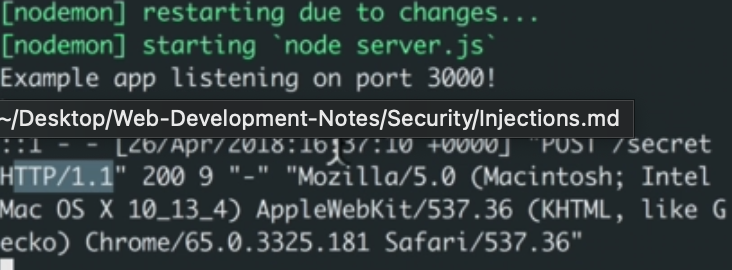 [nodemon] restarting due to changes...
[nodemon] starting `node server.js`
Example app listening on port 3000!
~/Desktop/Web-Development-Notes/Security/Injections.md
::1 - - [26/Apr/2018:16:37:10 +0000] "POST /secret
HTTP/1.1" 200 9 "-" "Mozilla/5.0 (Macintosh; Intel
Mac OS X 10_13_4) AppleWebKit/537.36 (KHTML, like G
ecko) Chrome/65.0.3325.181 Safari/537.36"